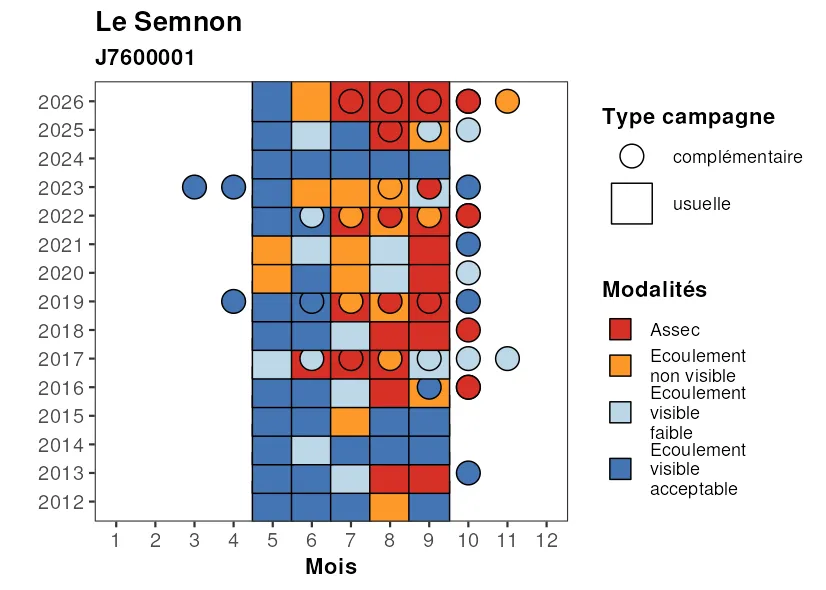 Le Semnon
J7600001
2026
2025
2024
2023
2022
2021
2020
2019
2018
2017
2016
2015
2014
2013
2012
1 2 3 4 5 6 7 8 9 10 11 12
Mois
Type campagne
complémentaire
usuelle
Modalités
Assec
Ecoulement
non visible
Ecoulement
visible
faible
Ecoulement
visible
acceptable